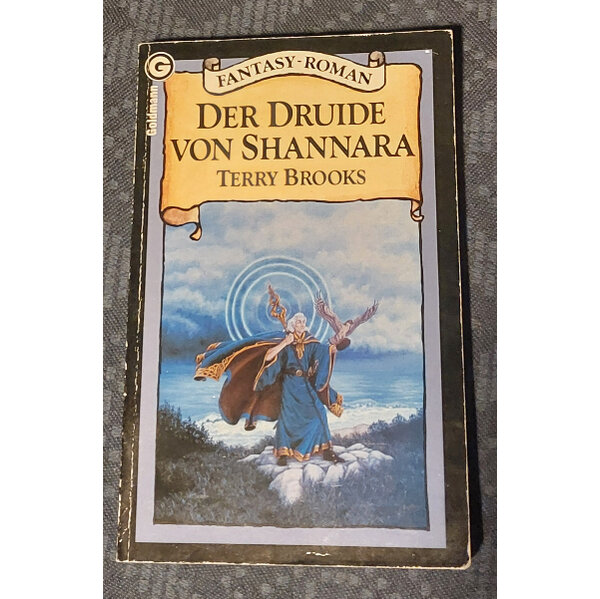 G
Goldmann
FANTASY-ROMAN
DER DRUIDE
VON SHANNARA
TERRY BROOKS